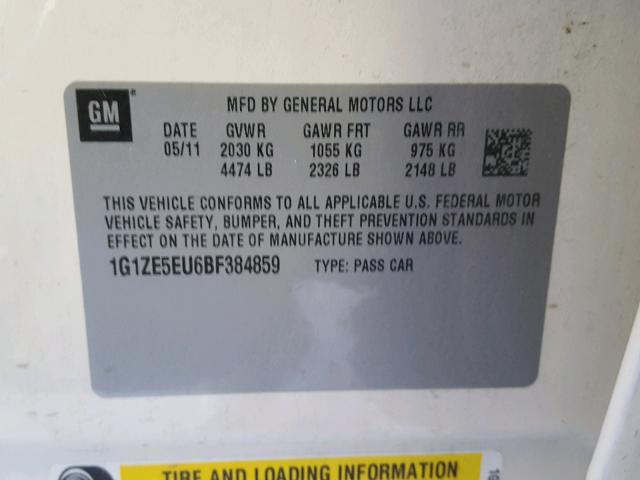 GM
MFD BY GENERAL MOTORS LLC
DATE GVWR GAWR FRT GAWR RR
05/11 2030 KG 1055 KG 975 KG
4474 LB 2326 LB 2148 LB
THIS VEHICLE CONFORMS TO ALL APPLICABLE U.S. FEDERAL MOTOR
VEHICLE SAFETY, BUMPER, AND THEFT PREVENTION STANDARDS IN
EFFECT ON THE DATE OF MANUFACTURE SHOWN ABOVE.
1G1ZE5EU6BF384859 TYPE: PASS CAR
TIRE AND LOADING INFORMATION